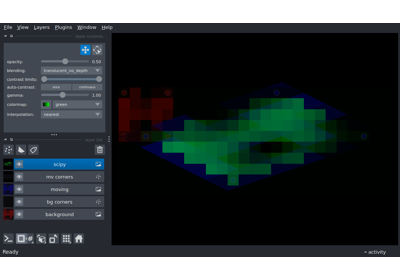 File View Layers Plugins Window Help
opacity: 0.50
blending: translucent_no_depth
contrast limits:
auto-contrast: once continuous
gamma: 1.00
colormap: green
interpolation: nearest
scipy
mv corners
moving
bg corners
background
Ready activity